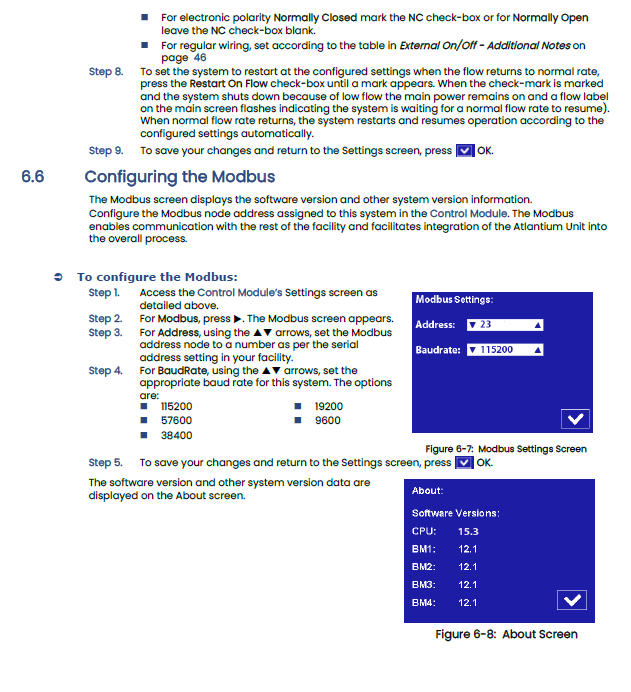 ■ For electronic polarity Normally Closed mark the NC check-box or for Normally Open
leave the NC check-box blank.
■ For regular wiring, set according to the table in External On/Off - Additional Notes on
page 46
Step 8. To set the system to restart at the configured settings when the flow returns to normal rate,
press the Restart On Flow check-box until a mark appears. When the check-mark is marked
and the system shuts down because of low flow the main power remains on and a flow label
on the main screen flashes indicating the system is waiting for a normal flow rate to resume).
When normal flow rate returns, the system restarts and resumes operation according to the
configured settings automatically.
Step 9. To save your changes and return to the Settings screen, press ✓ OK.
6.6 Configuring the Modbus
The Modbus screen displays the software version and other system version information.
Configure the Modbus node address assigned to this system in the Control Module. The Modbus
enables communication with the rest of the facility and facilitates integration of the Atlantium Unit into
the overall process.
➲ To configure the Modbus:
Step 1. Access the Control Module's Settings screen as
detailed above.
Step 2. For Modbus, press ▶. The Modbus screen appears.
Step 3. For Address, using the ▲▼ arrows, set the Modbus
address node to a number as per the serial
address setting in your facility.
Step 4. For BaudRate, using the ▲▼ arrows, set the
appropriate baud rate for this system. The options
are:
■ 115200 ■ 19200
■ 57600 ■ 9600
■ 38400
Modbus Settings:
Address: ▼ 23 ▲
Baudrate: ▼ 115200 ▲
✓
Figure 6-7: Modbus Settings Screen
Step 5. To save your changes and return to the Settings screen, press ✓ OK.
The software version and other system version data are
displayed on the About screen.
About:
Software Versions:
CPU: 15.3
BM1: 12.1
BM2: 12.1
BM3: 12.1
BM4: 12.1
✓
Figure 6-8: About Screen